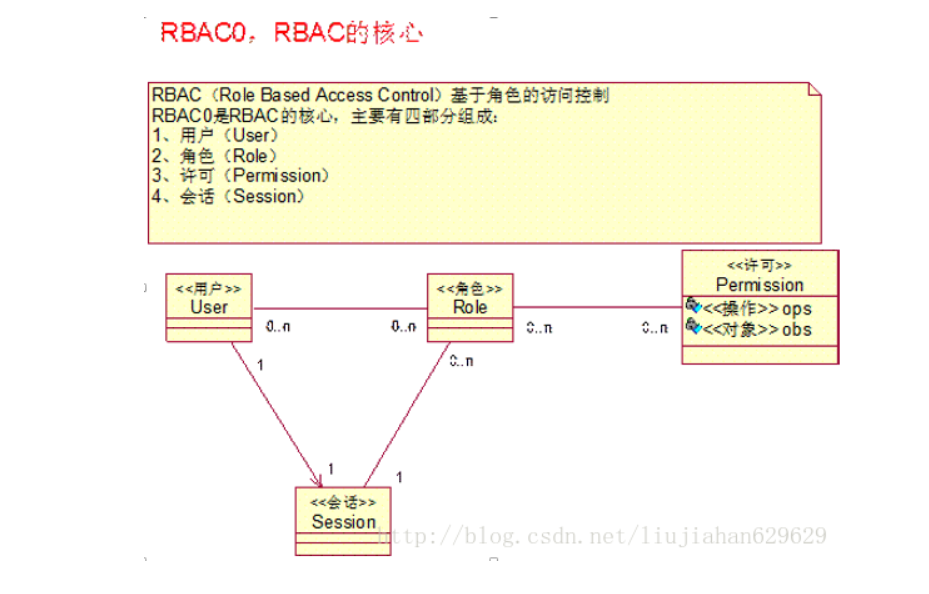 RBAC0，RBAC的核心
RBAC（Role Based Access Control）基于角色的访问控制
RBAC0是RBAC的核心，主要有四部分组成：
1、用户（User）
2、角色（Role）
3、许可（Permission）
4、会话（Session）
<<用户>>
User
<<角色>>
Role
<<许可>>
Permission
<<操作>> ops
<<对象>> obs
0..n
0..n
0..n
0..n
1
0..n
1
1
<<会话>>
Session
http://blog.csdn.net/liujiahan629629